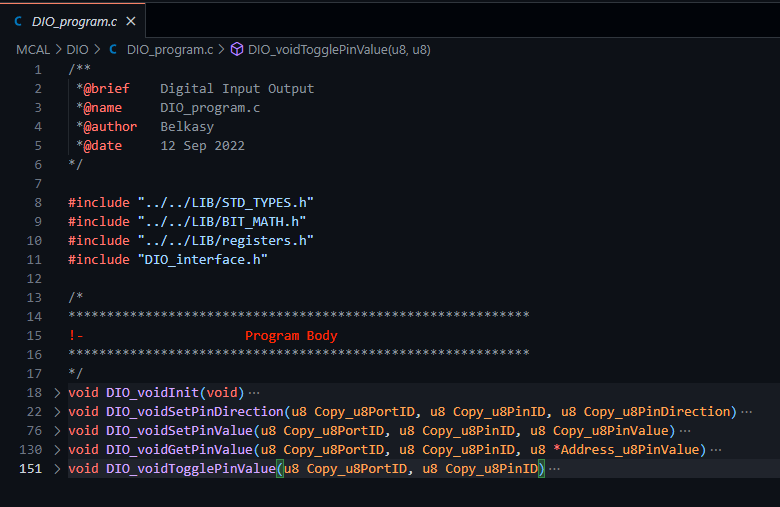 C DIO_program.c ×
MCAL > DIO > C DIO_program.c > DIO_voidTogglePinValue(u8, u8)
1 /**
2 *@brief Digital Input Output
3 *@name DIO_program.c
4 *@author Belkasy
5 *@date 12 Sep 2022
6 */
7
8 #include "../../LIB/STD_TYPES.h"
9 #include "../../LIB/BIT_MATH.h"
10 #include "../../LIB/registers.h"
11 #include "DIO_interface.h"
12
13 /*
14 ************************************************************
15 !- Program Body
16 ************************************************************
17 */
18 > void DIO_voidInit(void) ···
22 > void DIO_voidSetPinDirection(u8 Copy_u8PortID, u8 Copy_u8PinID, u8 Copy_u8PinDirection) ···
76 > void DIO_voidSetPinValue(u8 Copy_u8PortID, u8 Copy_u8PinID, u8 Copy_u8PinValue) ···
130 > void DIO_voidGetPinValue(u8 Copy_u8PortID, u8 Copy_u8PinID, u8 *Address_u8PinValue) ···
151 > void DIO_voidTogglePinValue(u8 Copy_u8PortID, u8 Copy_u8PinID) ···